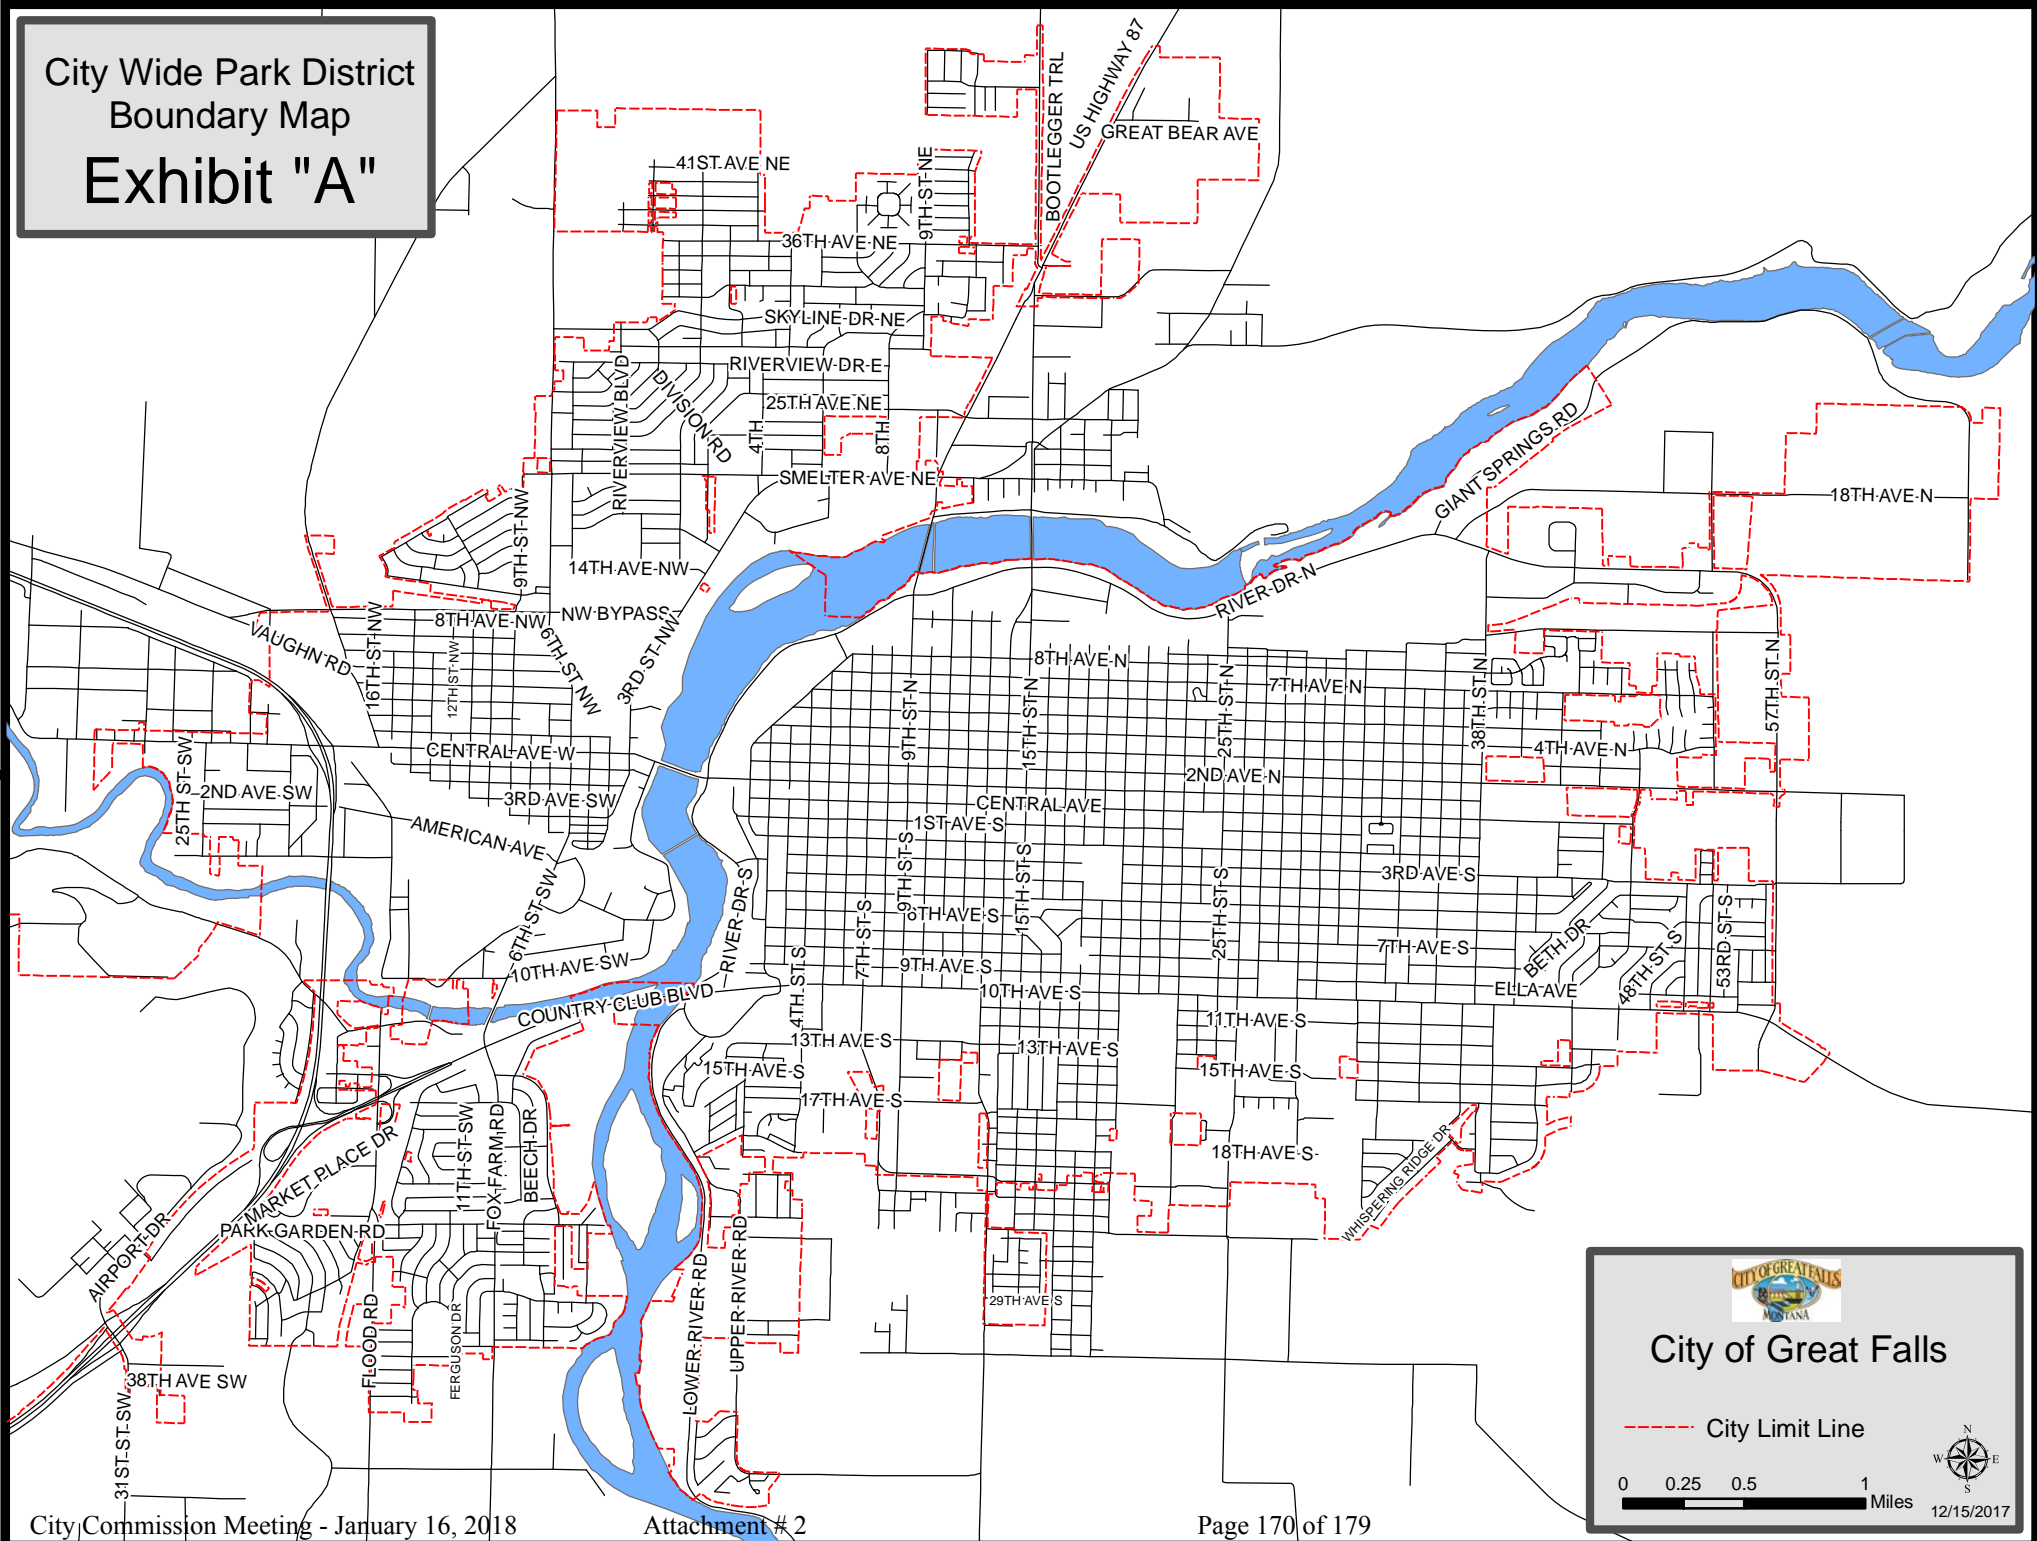 City Wide Park District
Boundary Map
Exhibit "A"
BOOTLEGGER TRL
US HIGHWAY 87
GREAT BEAR AVE
41ST AVE NE
9TH ST NE
36TH AVE NE
SKYLINE DR NE
RIVERVIEW DR E
RIVERVIEW BLVD
DIVISION RD
25TH AVE NE
4TH
8TH
SMELTER AVE NE
GIANT SPRINGS RD
18TH AVE N
9TH ST NW
14TH AVE NW
RIVER DR N
NW BYPASS
8TH AVE NW
6TH ST NW
3RD ST NW
VAUGHN RD
16TH ST NW
12TH ST NW
8TH AVE N
7TH AVE N
9TH ST N
15TH ST N
25TH ST N
38TH ST N
57TH ST N
4TH AVE N
CENTRAL AVE W
25TH ST SW
2ND AVE SW
3RD AVE SW
2ND AVE N
CENTRAL AVE
1ST AVE S
AMERICAN AVE
9TH ST S
15TH ST S
25TH ST S
3RD AVE S
6TH ST SW
RIVER DR S
7TH ST S
6TH AVE S
7TH AVE S
BETH DR
48TH ST S
53RD ST S
10TH AVE SW
4TH ST S
9TH AVE S
10TH AVE S
ELLA AVE
COUNTRY CLUB BLVD
11TH AVE S
13TH AVE S
13TH AVE S
15TH AVE S
15TH AVE S
17TH AVE S
18TH AVE S
WHISPERING RIDGE DR
MARKET PLACE DR
11TH ST SW
FOX FARM RD
BEECH DR
AIRPORT DR
PARK GARDEN RD
FLOOD RD
FERGUSON DR
LOWER RIVER RD
UPPER RIVER RD
29TH AVE S
38TH AVE SW
31ST ST SW
CITY OF GREAT FALLS
MONTANA
City of Great Falls
City Limit Line
N
W E
S
0 0.25 0.5 1
Miles
12/15/2017
City Commission Meeting - January 16, 2018 Attachment # 2 Page 170 of 179